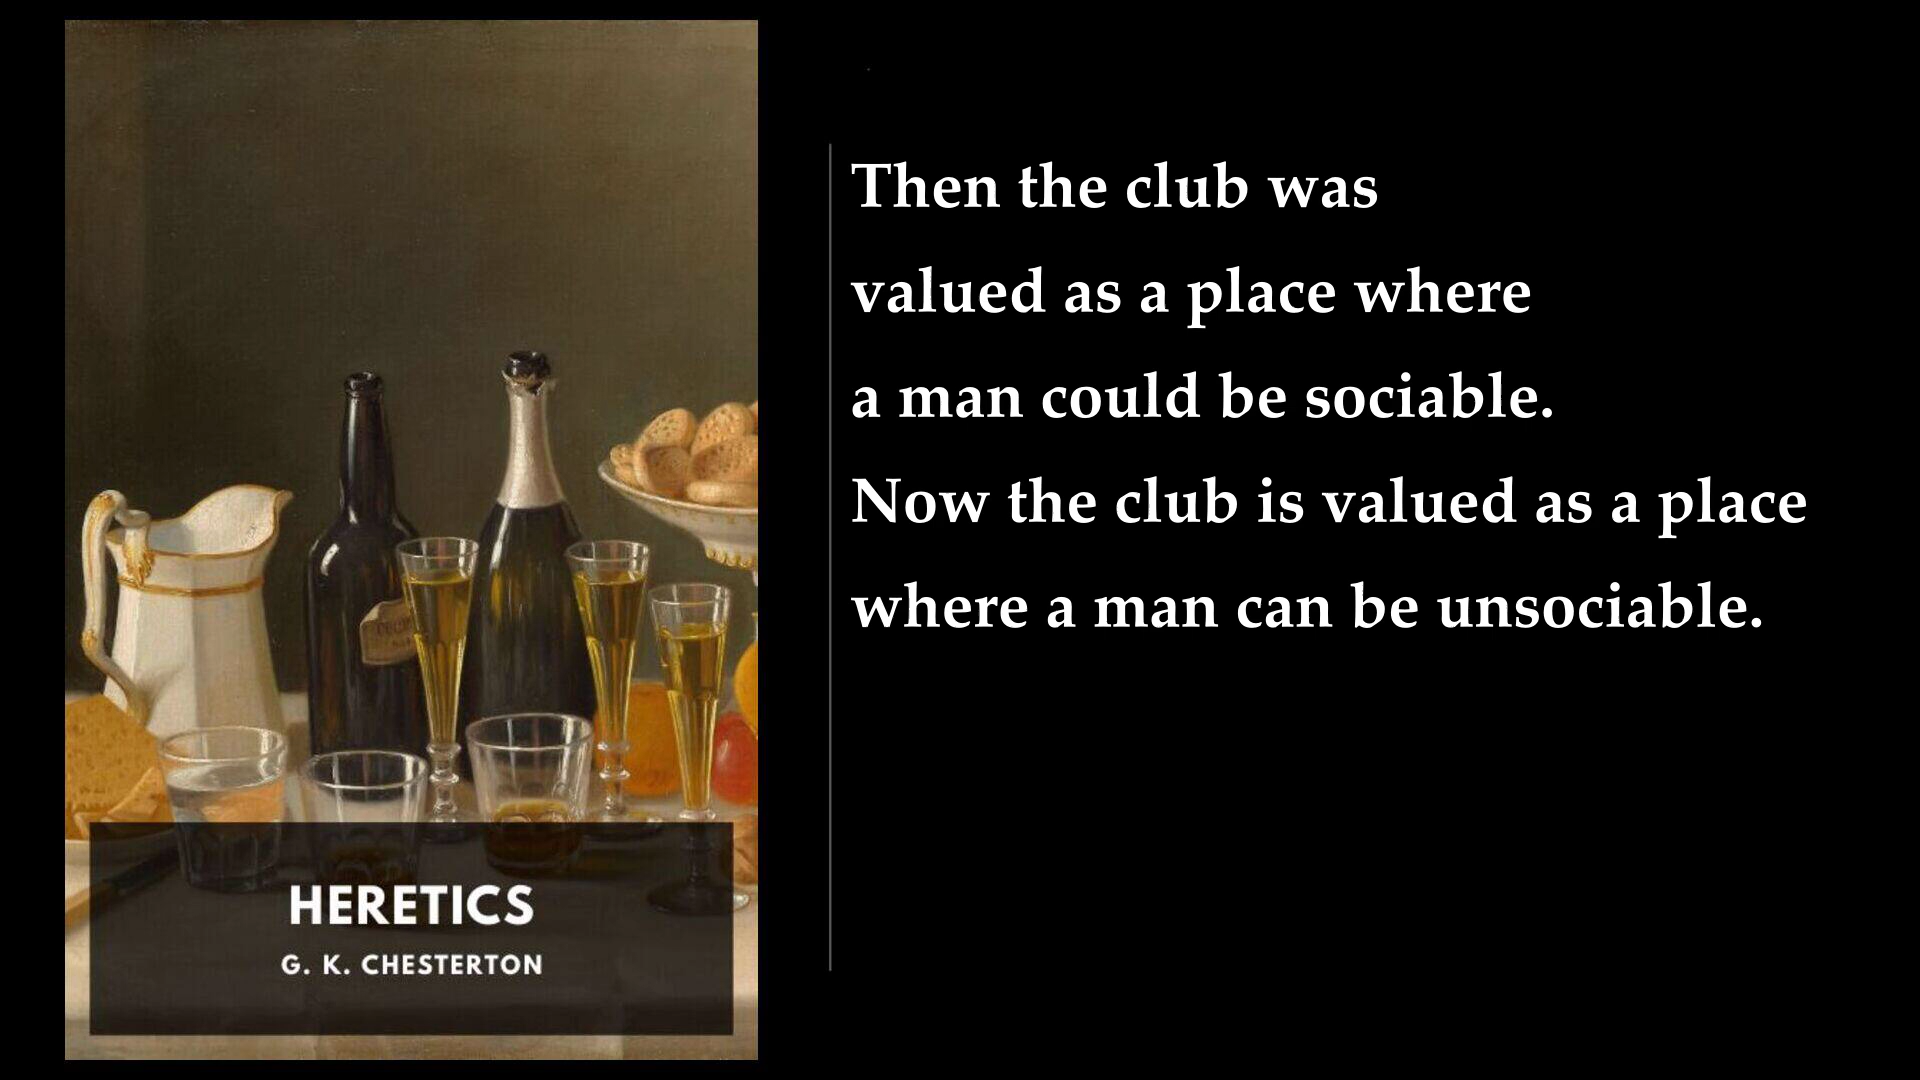 Then the club was
valued as a place where
a man could be sociable.
Now the club is valued as a place
where a man can be unsociable.
HERETICS
G. K. CHESTERTON